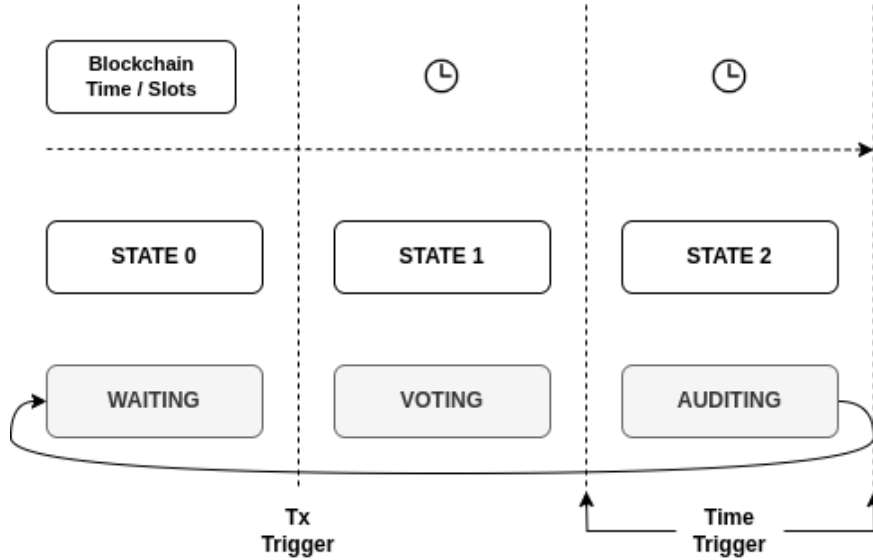 Blockchain
Time / Slots
STATE 0
STATE 1
STATE 2
WAITING
VOTING
AUDITING
Tx
Trigger
Time
Trigger